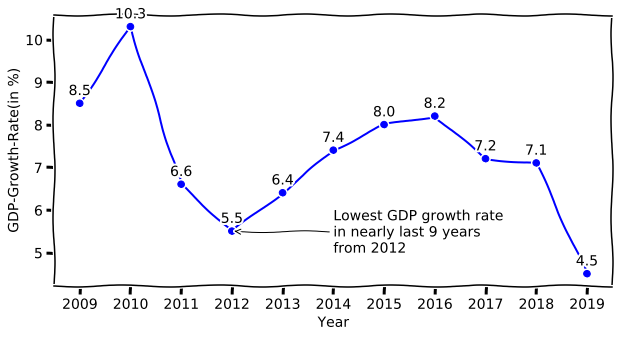 10.3
10
GDP-Growth-Rate(in %)
9
8.5
8.2
8.0
8
7.4
7.2
7.1
7
6.6
6.4
6
5.5
Lowest GDP growth rate
in nearly last 9 years
from 2012
5
4.5
2009 2010 2011 2012 2013 2014 2015 2016 2017 2018 2019
Year